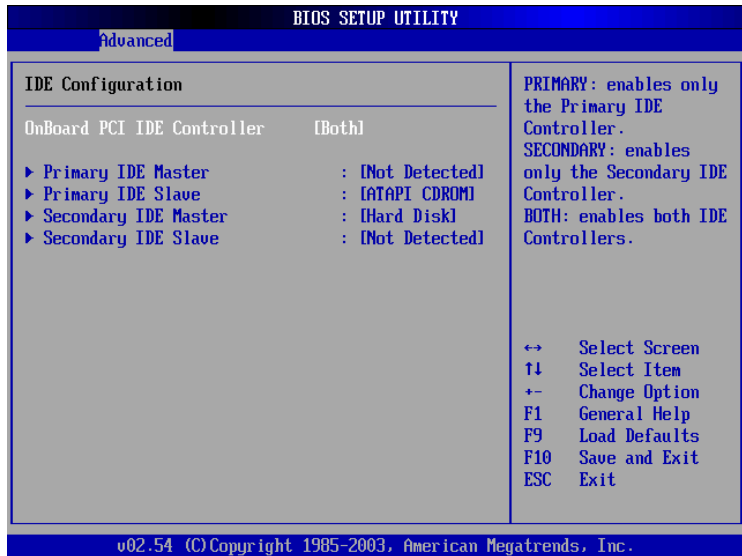 BIOS SETUP UTILITY
Advanced
IDE Configuration
OnBoard PCI IDE Controller [Both]
▶ Primary IDE Master : [Not Detected]
▶ Primary IDE Slave : [ATAPI CDROM]
▶ Secondary IDE Master : [Hard Disk]
▶ Secondary IDE Slave : [Not Detected]
PRIMARY: enables only
the Primary IDE
Controller.
SECONDARY: enables
only the Secondary IDE
Controller.
BOTH: enables both IDE
Controllers.
↔ Select Screen
↑↓ Select Item
+- Change Option
F1 General Help
F9 Load Defaults
F10 Save and Exit
ESC Exit
v02.54 (C)Copyright 1985-2003, American Megatrends, Inc.